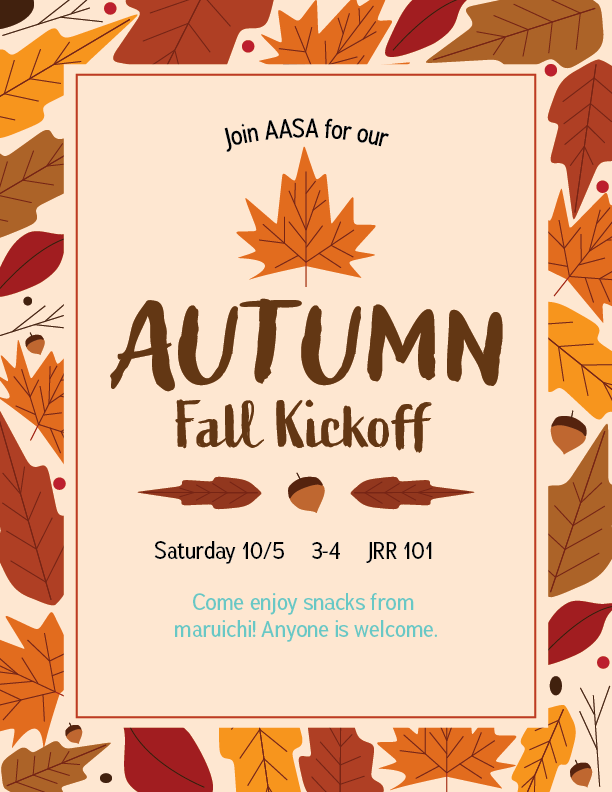 Join AASA for our
AUTUMN
Fall Kickoff
Saturday 10/5 3-4 JRR 101
Come enjoy snacks from
maruichi! Anyone is welcome.